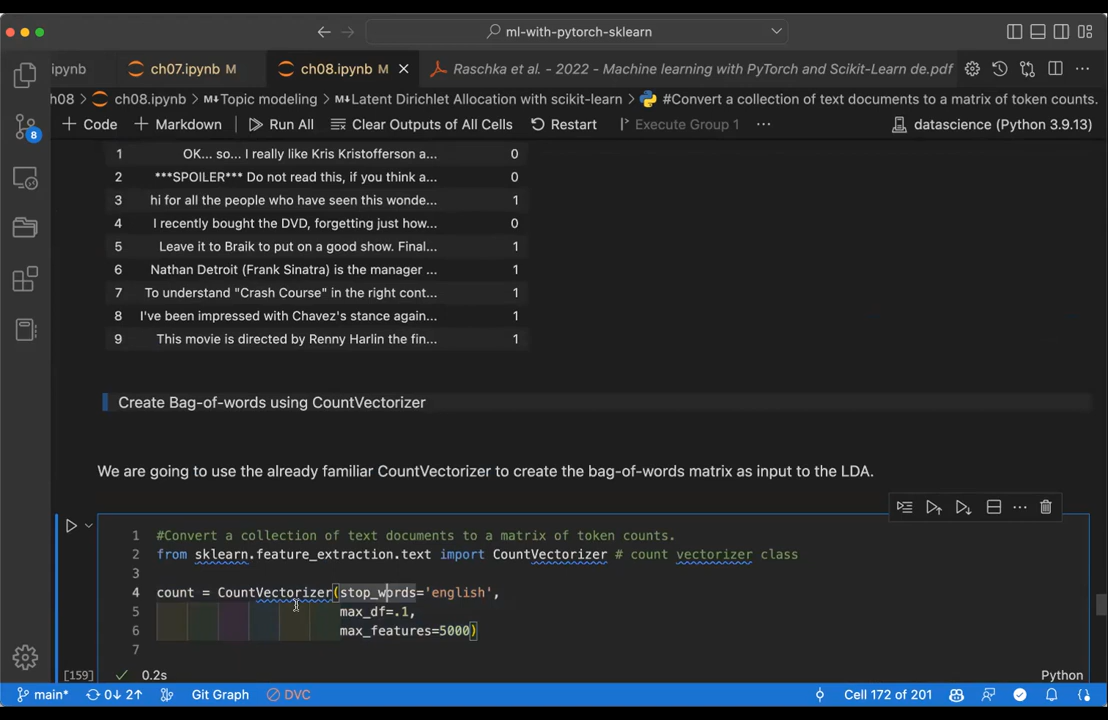 ml-with-pytorch-sklearn
ipynb ch07.ipynb M ch08.ipynb M Raschka et al. - 2022 - Machine learning with PyTorch and Scikit-Learn de.pdf
h08 > ch08.ipynb > Topic modeling > Latent Dirichlet Allocation with scikit-learn > #Convert a collection of text documents to a matrix of token counts.
+ Code + Markdown Run All Clear Outputs of All Cells Restart Execute Group 1 ... datascience (Python 3.9.13)
1 OK... so... I really like Kris Kristofferson a... 0
2 ***SPOILER*** Do not read this, if you think a... 0
3 hi for all the people who have seen this wonde... 1
4 I recently bought the DVD, forgetting just how... 0
5 Leave it to Braik to put on a good show. Final... 1
6 Nathan Detroit (Frank Sinatra) is the manager ... 1
7 To understand "Crash Course" in the right cont... 1
8 I've been impressed with Chavez's stance again... 1
9 This movie is directed by Renny Harlin the fin... 1
Create Bag-of-words using CountVectorizer
We are going to use the already familiar CountVectorizer to create the bag-of-words matrix as input to the LDA.
1 #Convert a collection of text documents to a matrix of token counts.
2 from sklearn.feature_extraction.text import CountVectorizer # count vectorizer class
3
4 count = CountVectorizer(stop_words='english',
5 max_df=.1,
6 max_features=5000)
7
[159] 0.2s Python
8
main* 0↓ 2↑ Git Graph DVC Cell 172 of 201